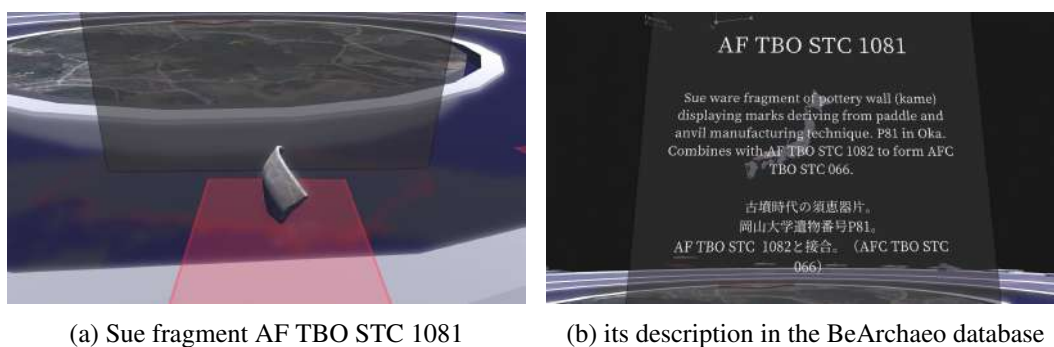 AF TBO STC 1081
Sue ware fragment of pottery wall (kame)
displaying marks deriving from paddle and
anvil manufacturing technique. P81 in Oka.
Combines with AF TBO STC 1082 to form AFC
TBO STC 066.
古墳時代の須恵器片。
岡山大学遺物番号P81。
AF TBO STC 1082と接合。（AFC TBO STC
066）
(a) Sue fragment AF TBO STC 1081
(b) its description in the BeArchaeo database